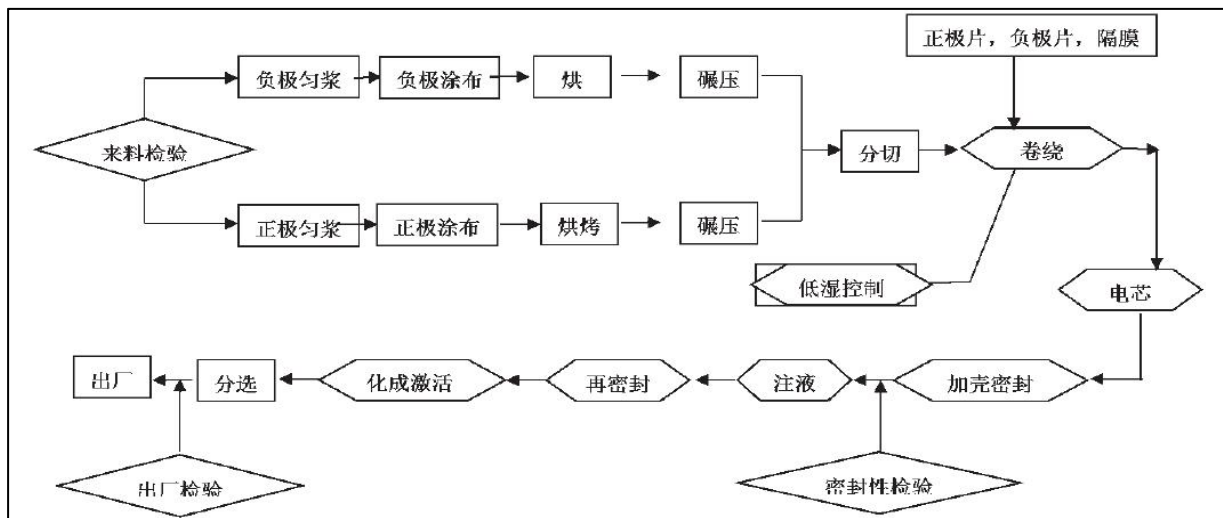 正极片，负极片，隔膜
负极匀浆
负极涂布
烘
碾压
来料检验
分切
卷绕
正极匀浆
正极涂布
烘烤
碾压
低湿控制
电芯
出厂
分选
化成激活
再密封
注液
加壳密封
出厂检验
密封性检验